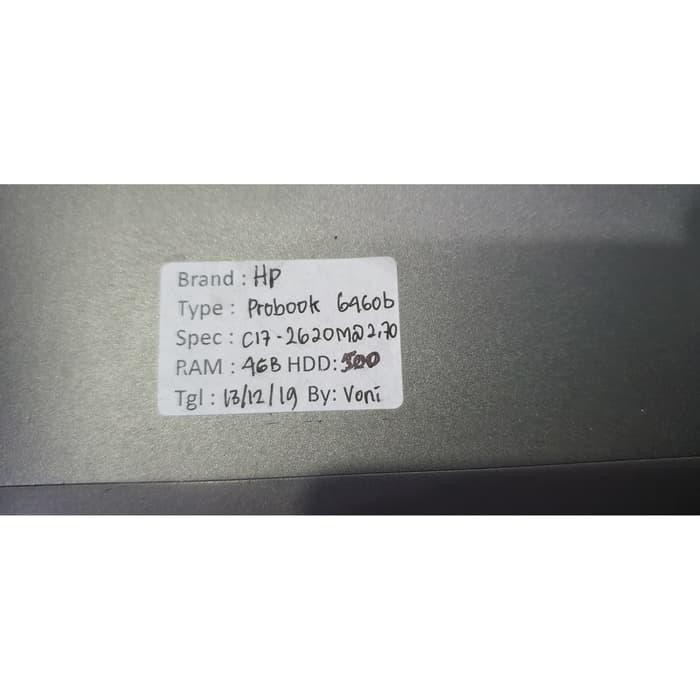 Brand : HP
Type : Probook 6460b
Spec : Ci7-2620M@2,70
RAM : 4GB HDD: 500
Tgl : 13/12/19 By: Voni